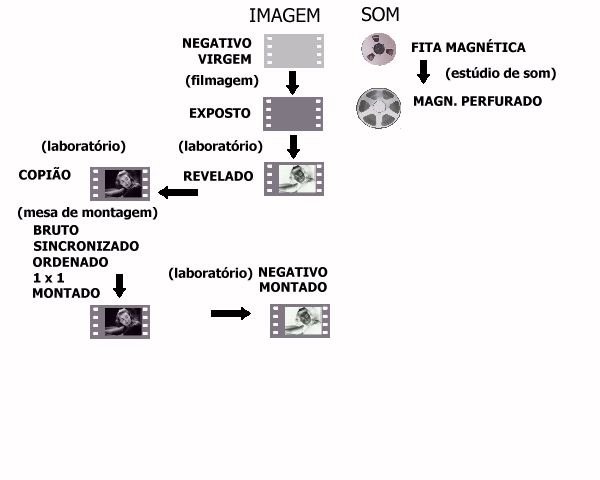 IMAGEM
SOM
NEGATIVO
VIRGEM
FITA MAGNÉTICA
(filmagem)
(estúdio de som)
EXPOSTO
MAGN. PERFURADO
(laboratório)
(laboratório)
COPIÃO
REVELADO
(mesa de montagem)
BRUTO
SINCRONIZADO
ORDENADO
1 x 1
MONTADO
(laboratório)
NEGATIVO
MONTADO